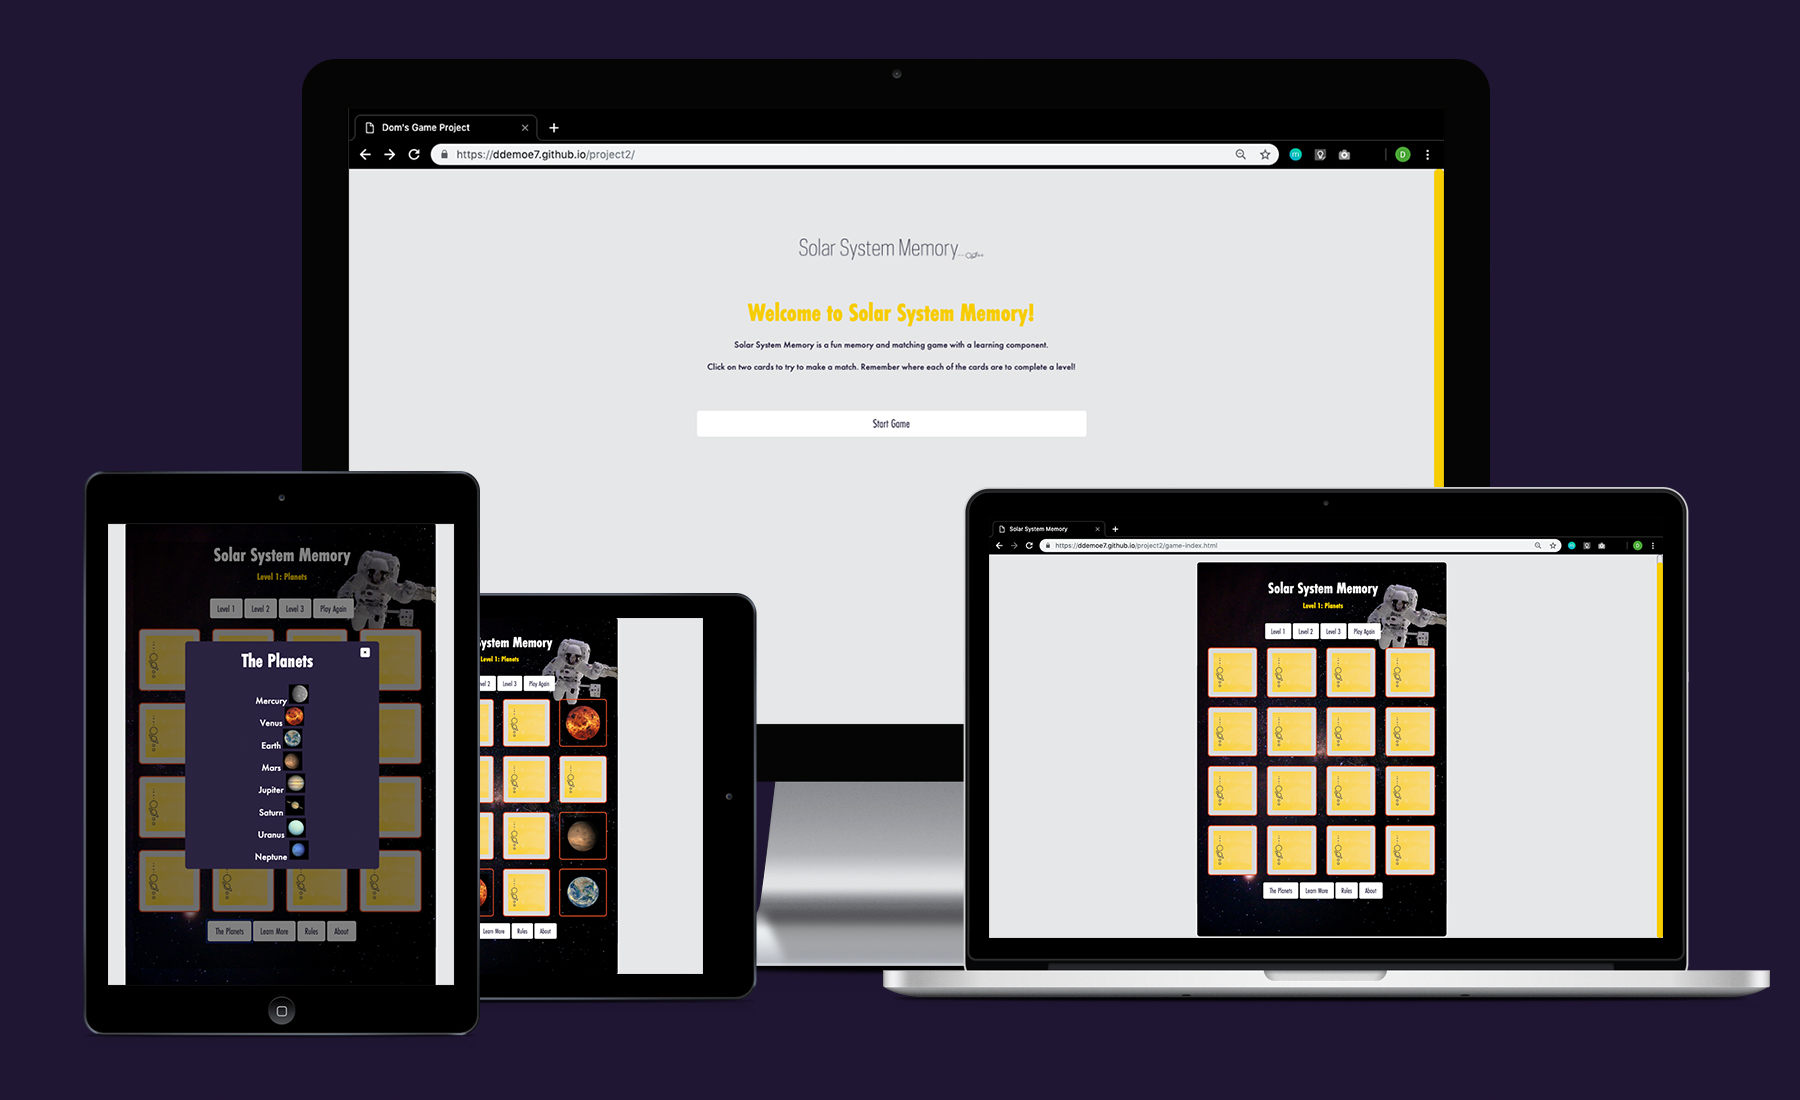 Dom's Game Project
https://ddemoe7.github.io/project2/
D
Solar System Memory
Welcome to Solar System Memory!
Solar System Memory is a fun memory and matching game with a learning component.
Click on two cards to try to make a match. Remember where each of the cards are to complete a level!
Start Game
Solar System Memory
Level 1: Planets
Level 1 Level 2 Level 3 Play Again
The Planets
Mercury
Venus
Earth
Mars
Jupiter
Saturn
Uranus
Neptune
The Planets Learn More Rules About
ystem Memory
Level 1: Planets
vel 2 Level 3 Play Again
Learn More Rules About
Solar System Memory
https://ddemoe7.github.io/project2/game-index.html
D
Solar System Memory
Level 1: Planets
Level 1 Level 2 Level 3 Play Again
The Planets Learn More Rules About